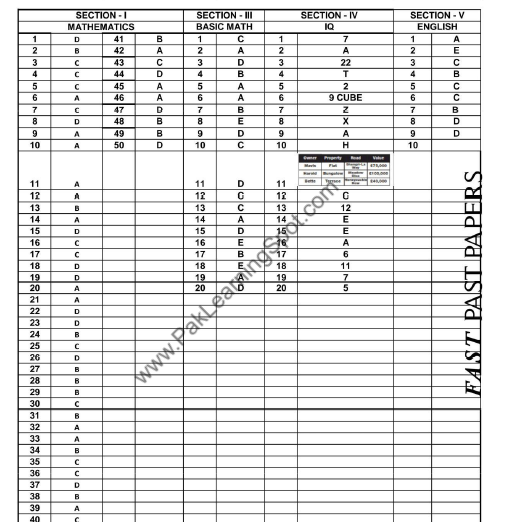 SECTION - I SECTION - III SECTION - IV SECTION - V
MATHEMATICS BASIC MATH IQ ENGLISH
1 D 41 B 1 C 1 7 1 A
2 B 42 A 2 A 2 A 2 E
3 C 43 C 3 D 3 22 3 C
4 C 44 D 4 B 4 T 4 B
5 C 45 A 5 A 5 2 5 C
6 A 46 A 6 A 6 9 CUBE 6 C
7 C 47 D 7 B 7 Z 7 B
8 D 48 B 8 E 8 X 8 D
9 A 49 B 9 D 9 A 9 D
10 A 50 D 10 C 10 H 10
Owner Property Road Value
Flat £70,000
Harold Bungalow £100,000
Terrace £40,000
11 A 11 D 11
12 A 12 C 12 C
13 B 13 C 13 12
14 A 14 A 14 E
15 D 15 D 15 E
16 C 16 E 16 A
17 C 17 B 17 6
18 D 18 E 18 11
19 D 19 A 19 7
20 A 20 D 20 5
21 A
22 D
23 D
24 B
25 C
26 D
27 B
28 B
29 B
30 C
31 B
32 A
33 A
34 B
35 C
36 C
37 D
38 B
39 A
40 C
www.PakLearningSpot.com
FAST PAST PAPERS